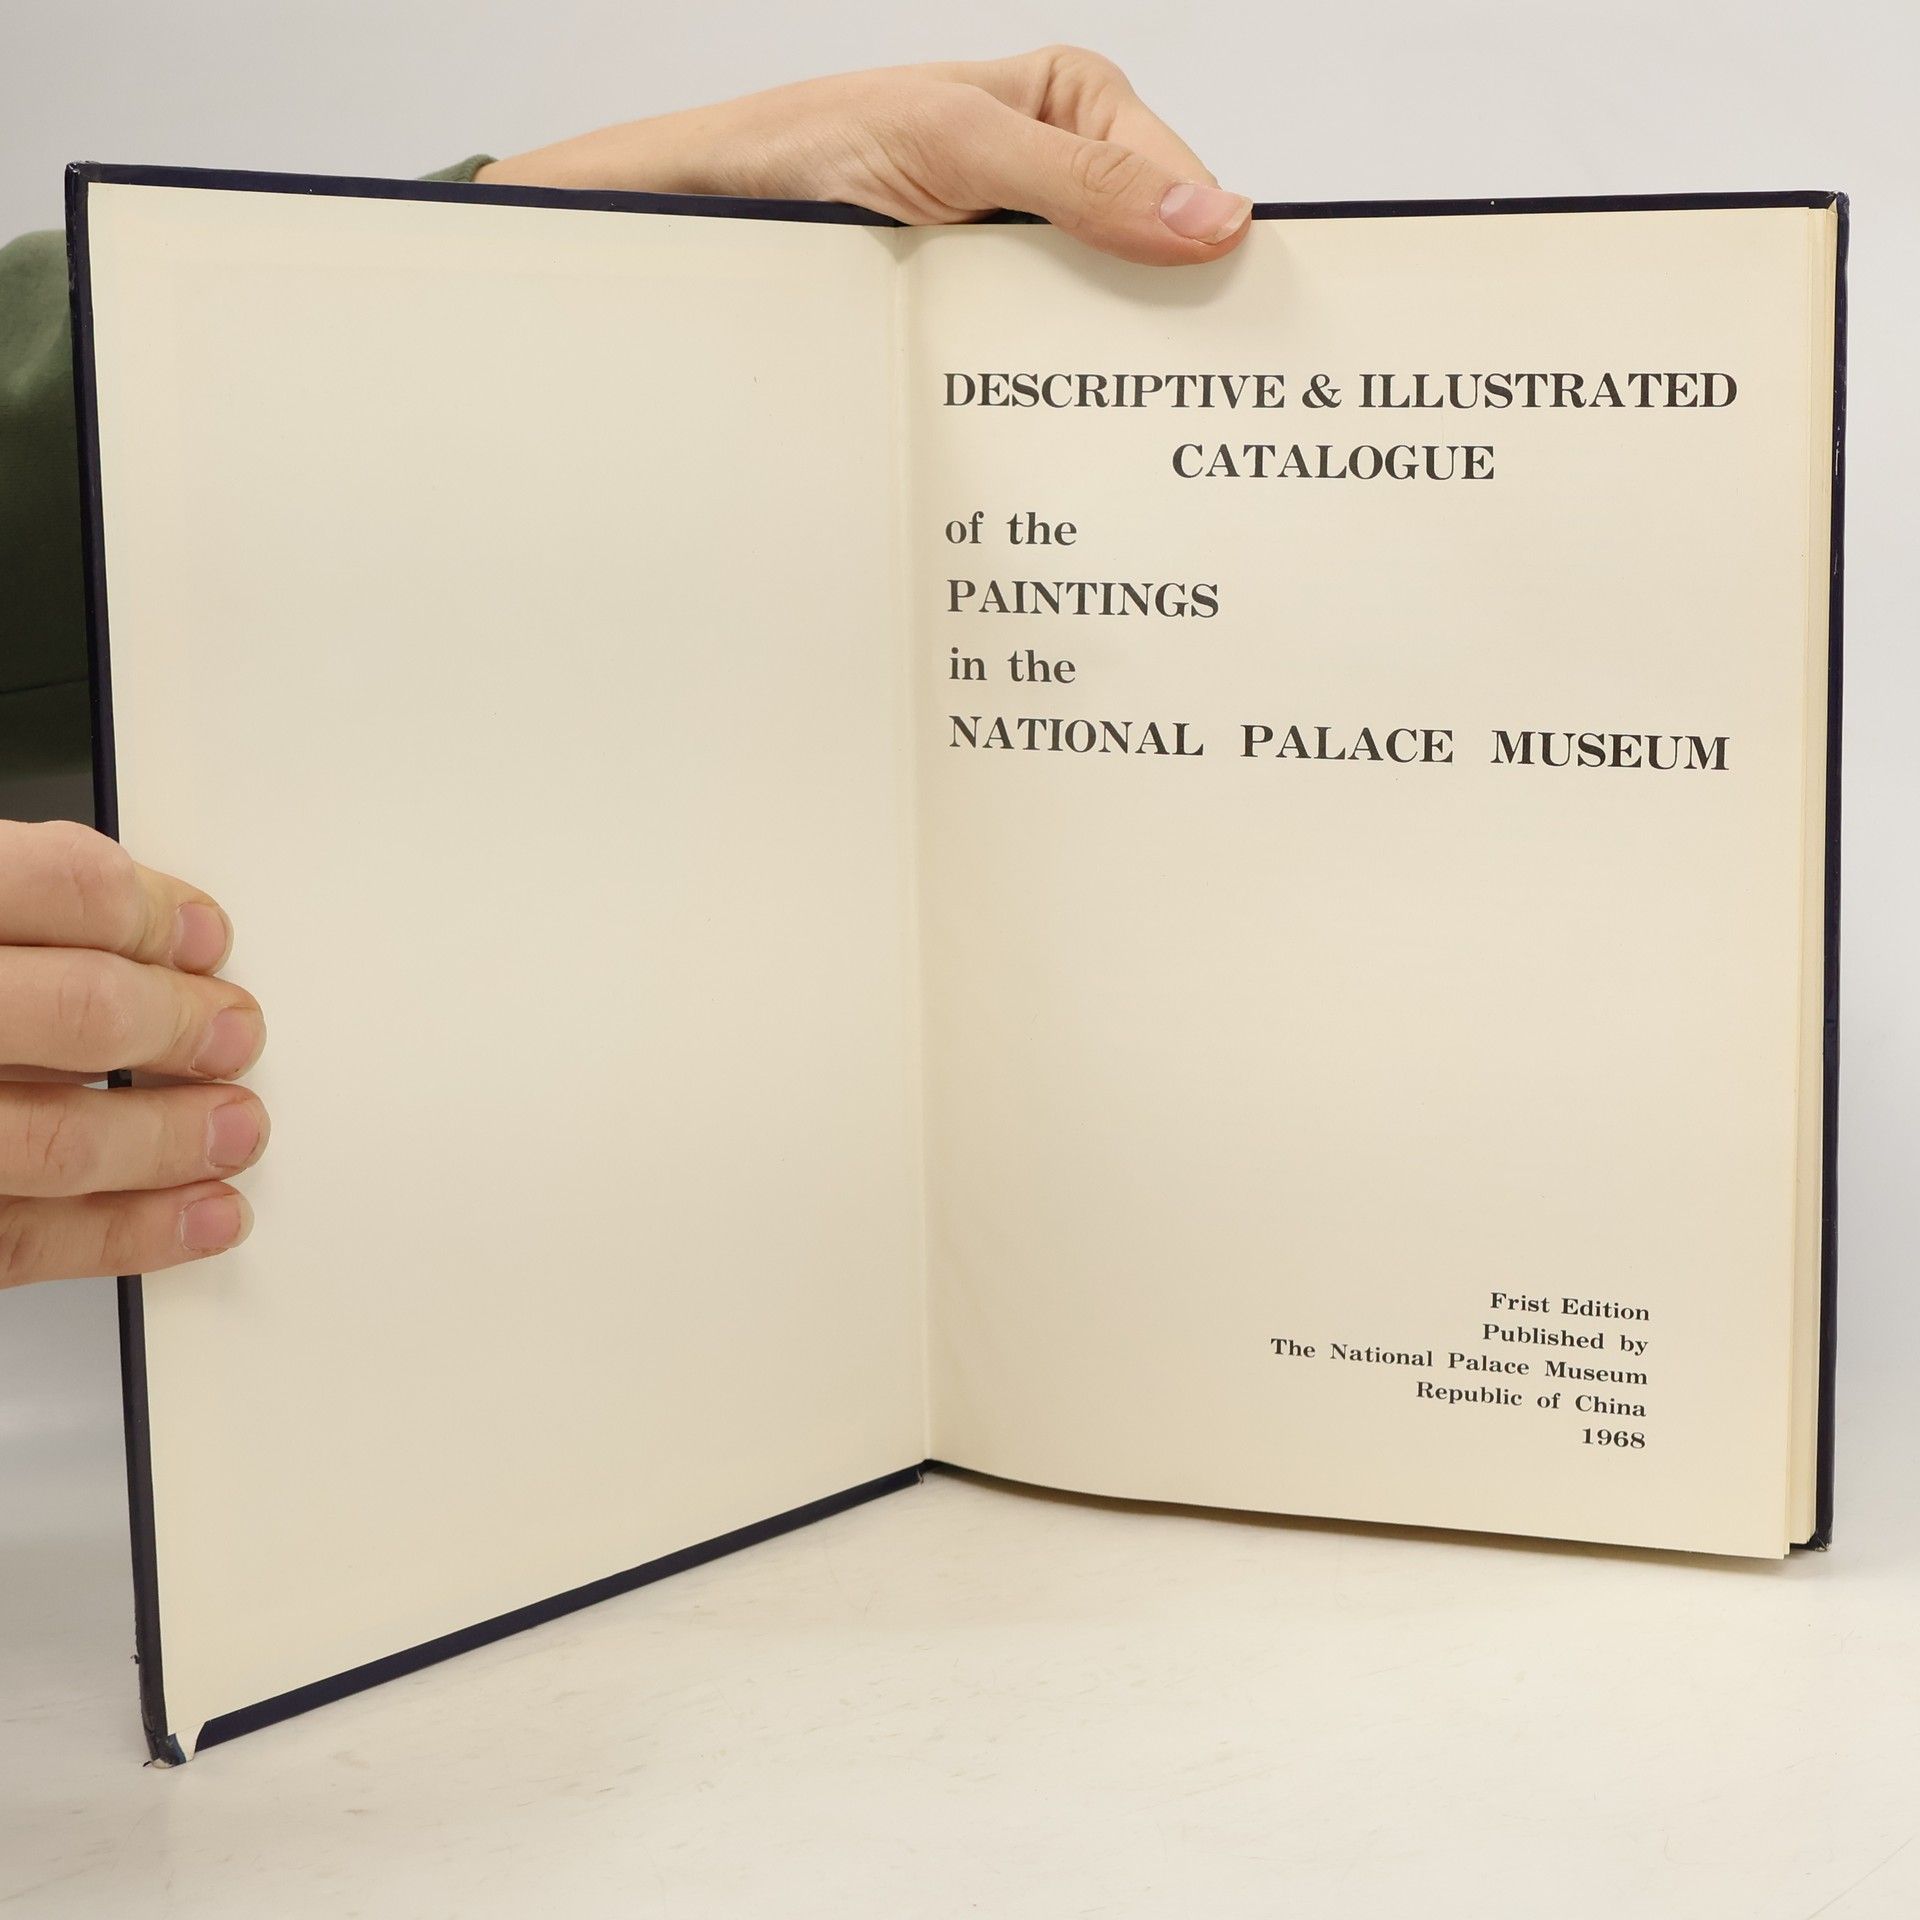 DESCRIPTIVE & ILLUSTRATED
CATALOGUE
of the
PAINTINGS
in the
NATIONAL PALACE MUSEUM
Frist Edition
Published by
The National Palace Museum
Republic of China
1968